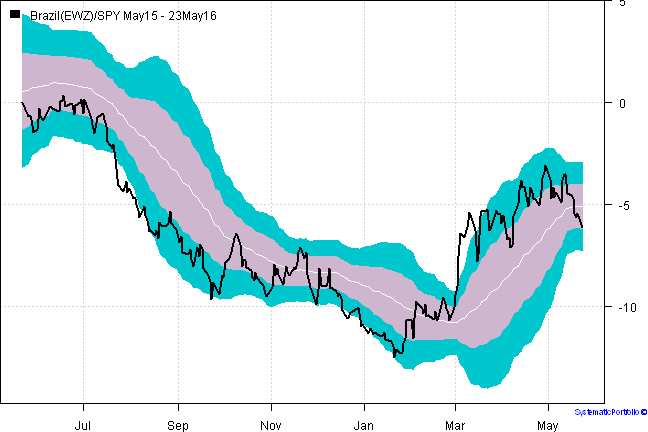 Brazil(EWZ)/SPY May15 - 23May16
5
0
-5
-10
Jul Sep Nov Jan Mar May
SystematicPortfolio ©